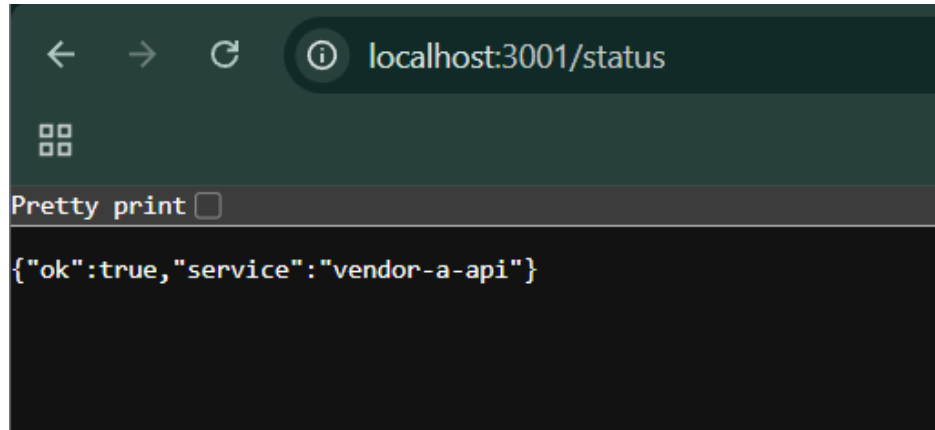 localhost:3001/status
Pretty print
{"ok":true,"service":"vendor-a-api"}